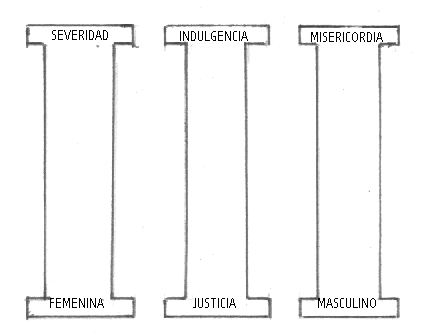 SEVERIDAD INDULGENCIA MISERICORDIA
FEMENINA JUSTICIA MASCULINO